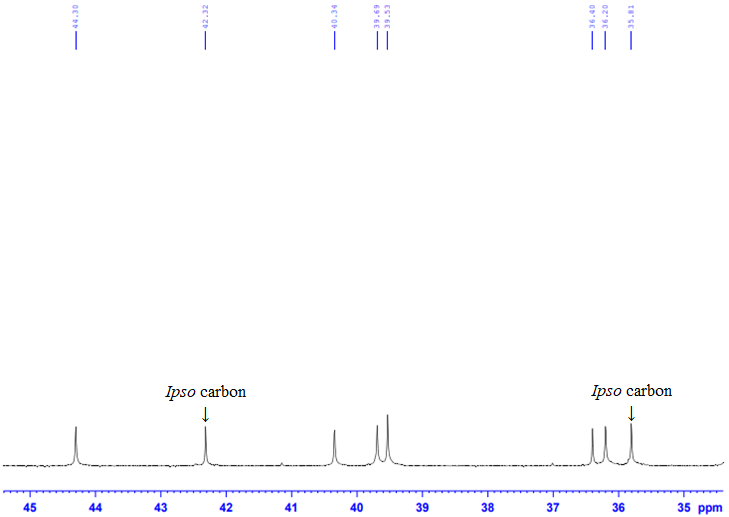 44.30 42.32 40.34 39.69 39.53 36.40 36.20 35.81
Ipso carbon Ipso carbon
45 44 43 42 41 40 39 38 37 36 35 ppm